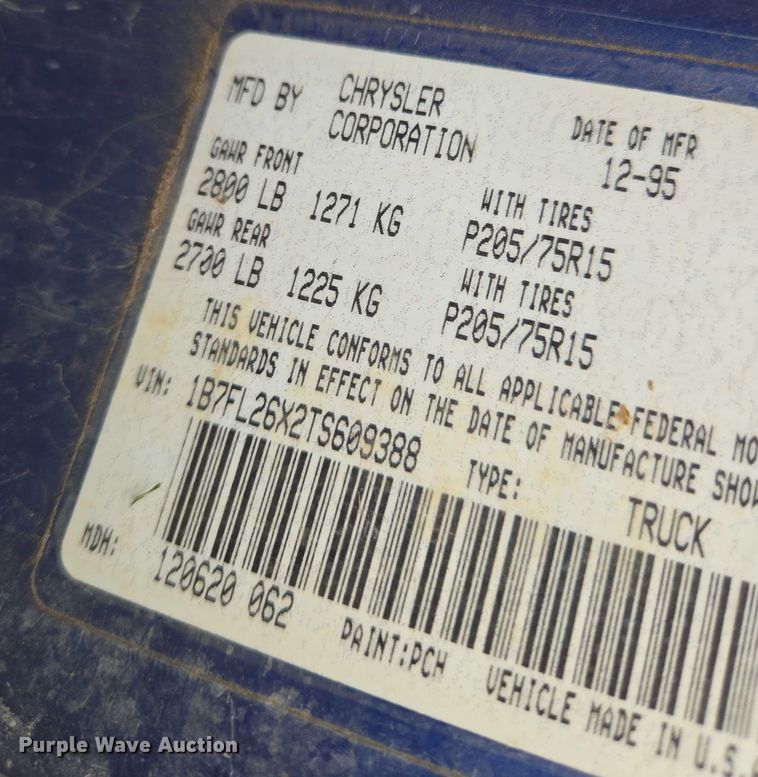 MFD BY CHRYSLER CORPORATION
DATE OF MFR 12-95
GAWR FRONT
2800 LB 1271 KG
WITH TIRES
P205/75R15
GAWR REAR
2700 LB 1225 KG
WITH TIRES
P205/75R15
THIS VEHICLE CONFORMS TO ALL APPLICABLE FEDERAL MO
STANDARDS IN EFFECT ON THE DATE OF MANUFACTURE SHO
VIN: 1B7FL26X2TS609388
TYPE: TRUCK
MDH: 120620 062
PAINT:PCH
VEHICLE MADE IN U.S.
Purple Wave Auction